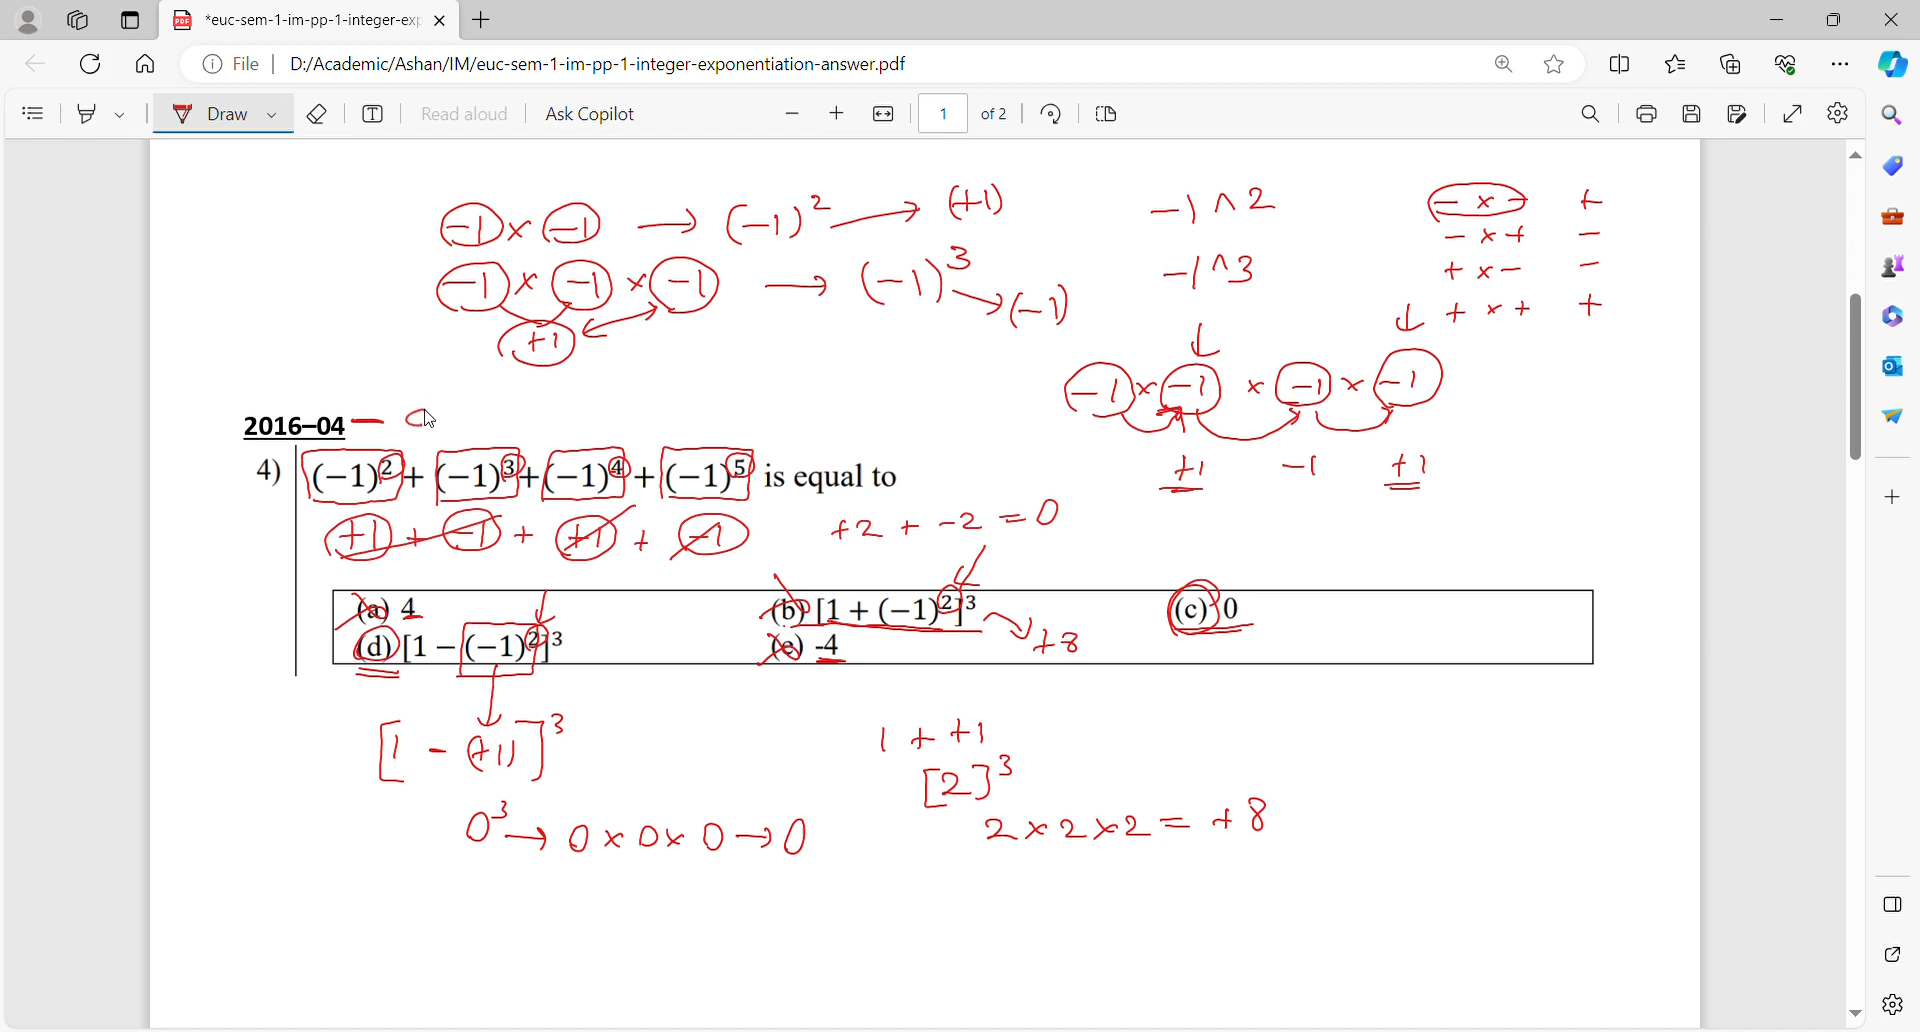 *euc-sem-1-im-pp-1-integer-exp
File | D:/Academic/Ashan/IM/euc-sem-1-im-pp-1-integer-exponentiation-answer.pdf
Draw Read aloud Ask Copilot 1 of 2
-1 × -1 → (-1)² → (+1) -1 ^ 2 - × - +
- × + -
-1 × -1 × -1 → (-1)³ → (-1) -1 ^ 3 + × - -
+ × + +
+1
-1 × -1 × -1 × -1
+1 -1 +1
2016–04 –
4) (−1)² + (−1)³ + (−1)⁴ + (−1)⁵ is equal to
+1 + -1 + +1 + -1 +2 + -2 = 0
(a) 4 (b) [1 + (−1)²]³ (c) 0
(d) [1 − (−1)²]³ (e) -4 +8
[1 - (+1)]³ 1 + +1
[2]³
0³ → 0 × 0 × 0 → 0 2 × 2 × 2 = +8